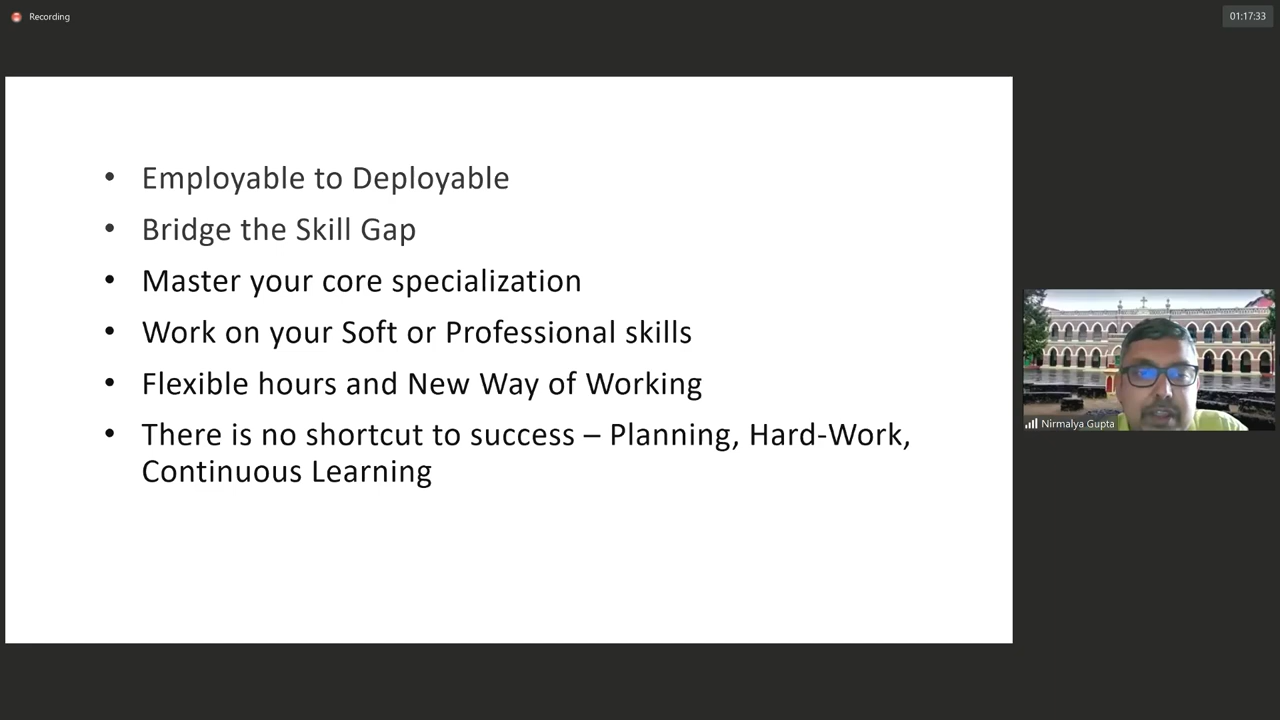 Recording
01:17:33
• Employable to Deployable
• Bridge the Skill Gap
• Master your core specialization
• Work on your Soft or Professional skills
• Flexible hours and New Way of Working
• There is no shortcut to success – Planning, Hard-Work,
Continuous Learning
Nirmalya Gupta